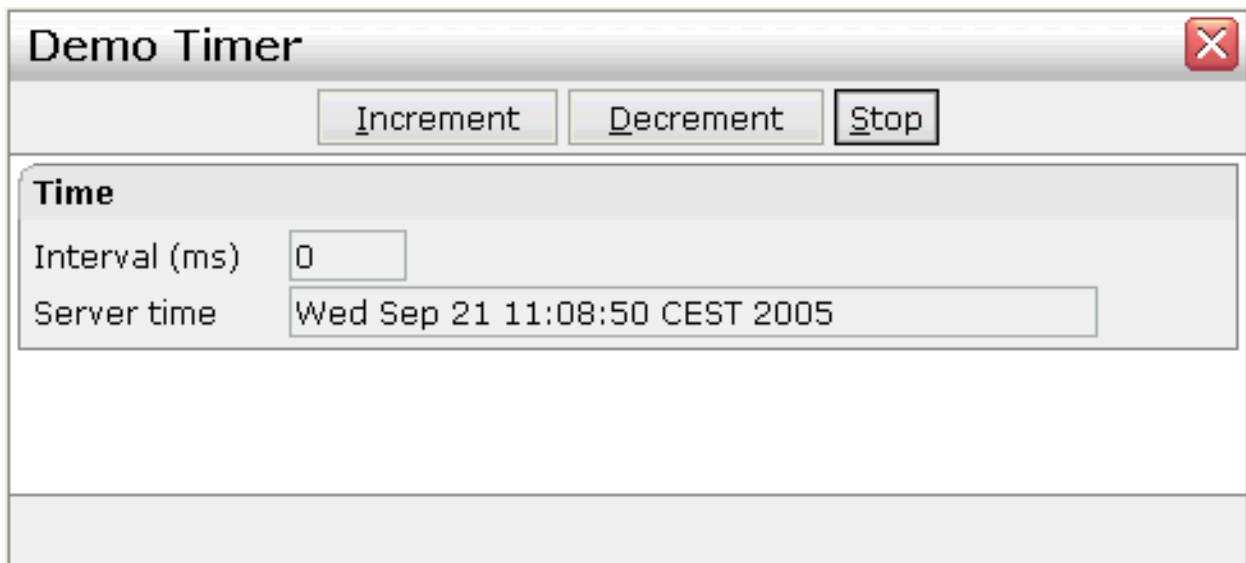 Demo Timer
Increment Decrement Stop
Time
Interval (ms) 0
Server time Wed Sep 21 11:08:50 CEST 2005